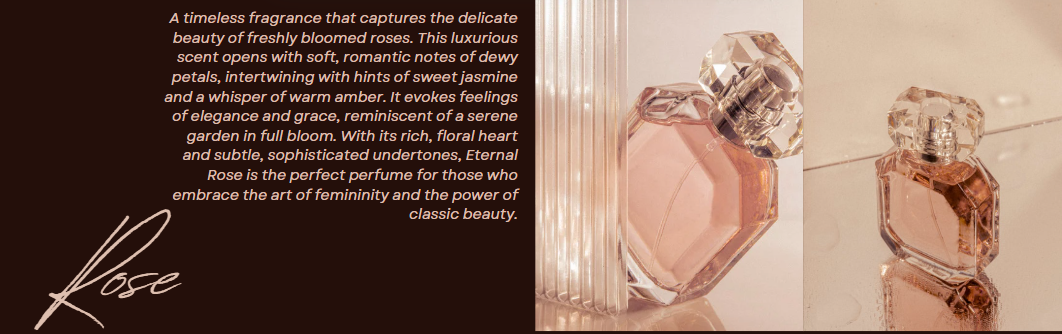 A timeless fragrance that captures the delicate
beauty of freshly bloomed roses. This luxurious
scent opens with soft, romantic notes of dewy
petals, intertwining with hints of sweet jasmine
and a whisper of warm amber. It evokes feelings
of elegance and grace, reminiscent of a serene
garden in full bloom. With its rich, floral heart
and subtle, sophisticated undertones, Eternal
Rose is the perfect perfume for those who
embrace the art of femininity and the power of
classic beauty.
Rose